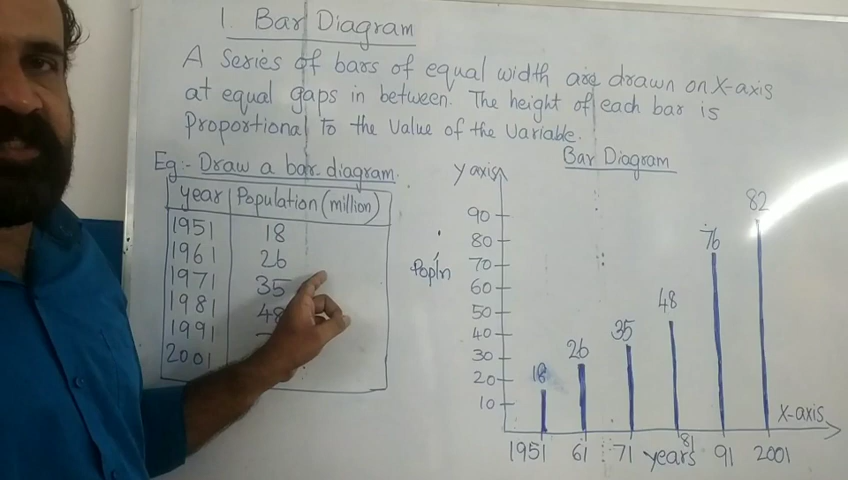 1. Bar Diagram
A Series of bars of equal width are drawn on X-axis
at equal gaps in between. The height of each bar is
Proportional To the Value of the Variable.
Eg:- Draw a bar diagram.
year Population (million)
1951 18
1961 26
1971 35
1981 48
1991
2001
Bar Diagram
y axis
90
80
70
60
50
40
30
20
10
Pop'ln
18
26
35
48
76
82
X-axis
1951 61 71 81 91 2001
years